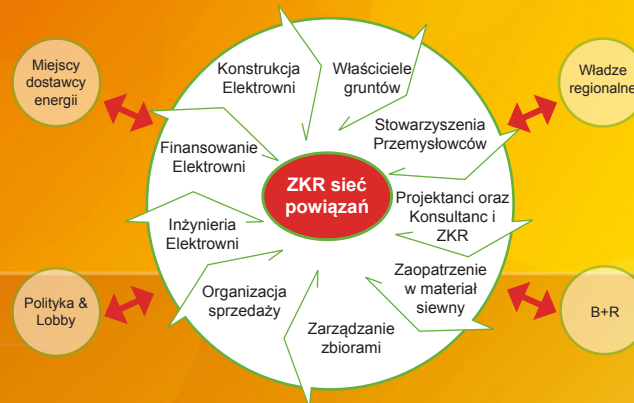 Miejscy
dostawcy
energii
Konstrukcja
Elektrowni
Właściciele
gruntów
Władze
regionalne
Finansowanie
Elektrowni
Stowarzyszenia
Przemysłowców
ZKR sieć
powiązań
Inżynieria
Elektrowni
Projektanci oraz
Konsultanc i
ZKR
Organizacja
sprzedaży
Zaopatrzenie
w materiał
siewny
Zarządzanie
zbiorami
Polityka &
Lobby
B+R